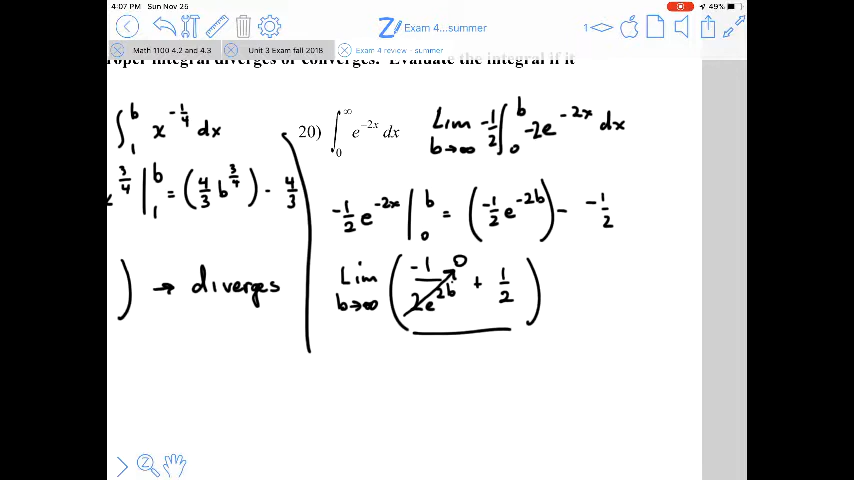 4:07 PM Sun Nov 25
49%
Exam 4...summer
1
Math 1100 4.2 and 4.3
Unit 3 Exam fall 2018
Exam 4 review - summer
roper integral diverges or converges. Evaluate the integral if it
∫₁ᵇ x^(-1/4) dx
x^(3/4) |₁ᵇ = (4/3 b^(3/4)) - 4/3
) → diverges
20) ∫₀^∞ e^(-2x) dx
Lim b→∞ -1/2 ∫₀ᵇ -2e^(-2x) dx
-1/2 e^(-2x) |₀ᵇ = (-1/2 e^(-2b)) - -1/2
Lim b→∞ (-1/(2e^(2b)) 0 + 1/2)